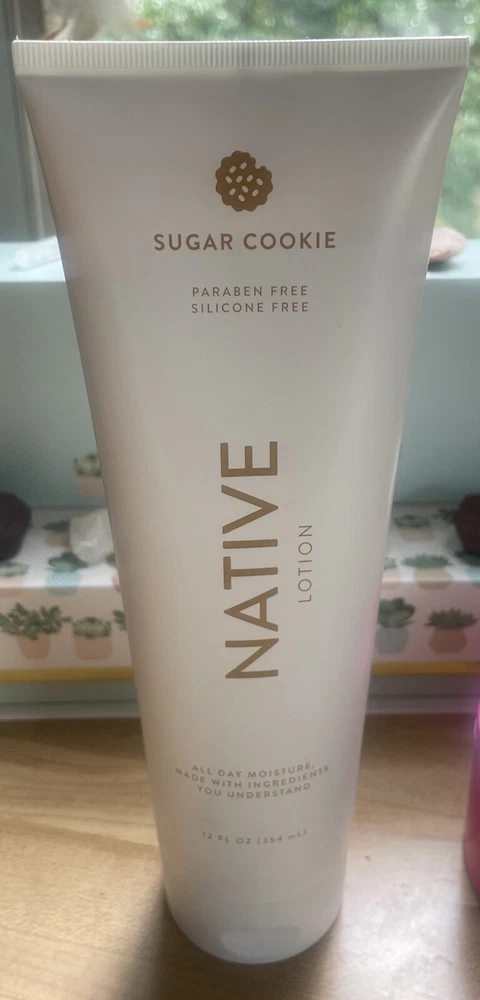 SUGAR COOKIE
PARABEN FREE
SILICONE FREE
NATIVE
LOTION
ALL DAY MOISTURE,
MADE WITH INGREDIENTS
YOU UNDERSTAND
12 FL OZ (354 mL)